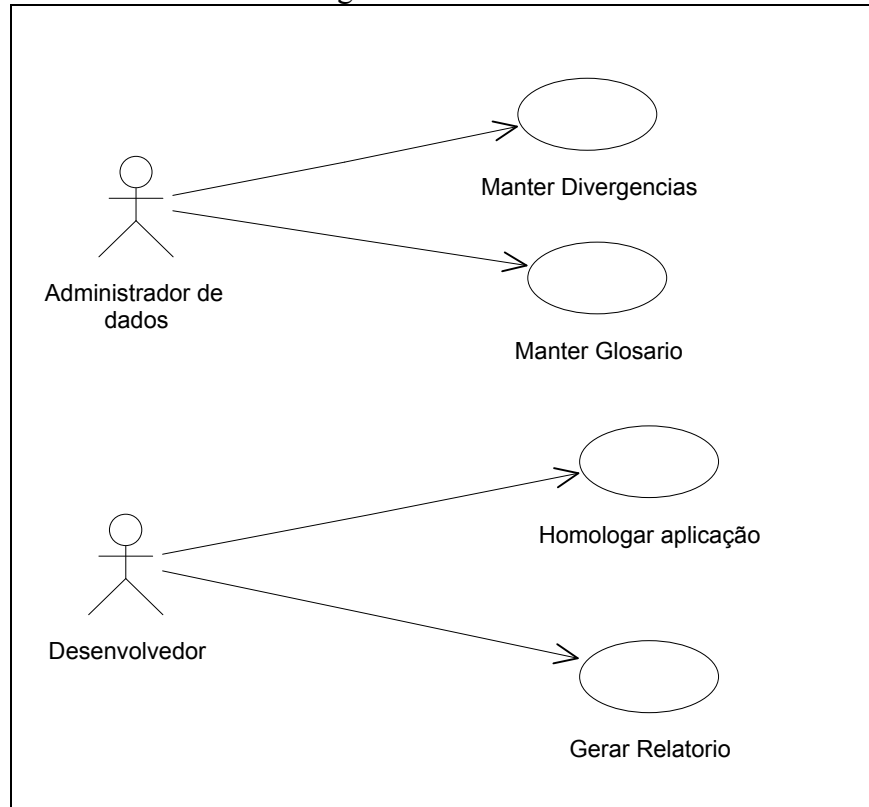 Manter Divergencias
Administrador de
dados
Manter Glosario
Homologar aplicação
Desenvolvedor
Gerar Relatorio